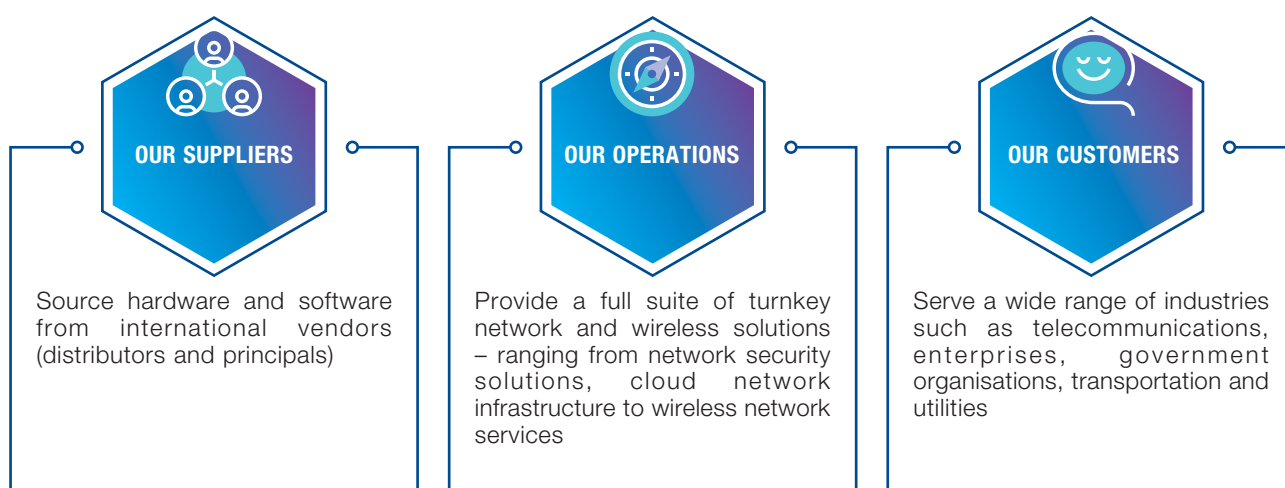 OUR SUPPLIERS
Source hardware and software
from international vendors
(distributors and principals)
OUR OPERATIONS
Provide a full suite of turnkey
network and wireless solutions
– ranging from network security
solutions, cloud network
infrastructure to wireless network
services
OUR CUSTOMERS
Serve a wide range of industries
such as telecommunications,
enterprises, government
organisations, transportation and
utilities